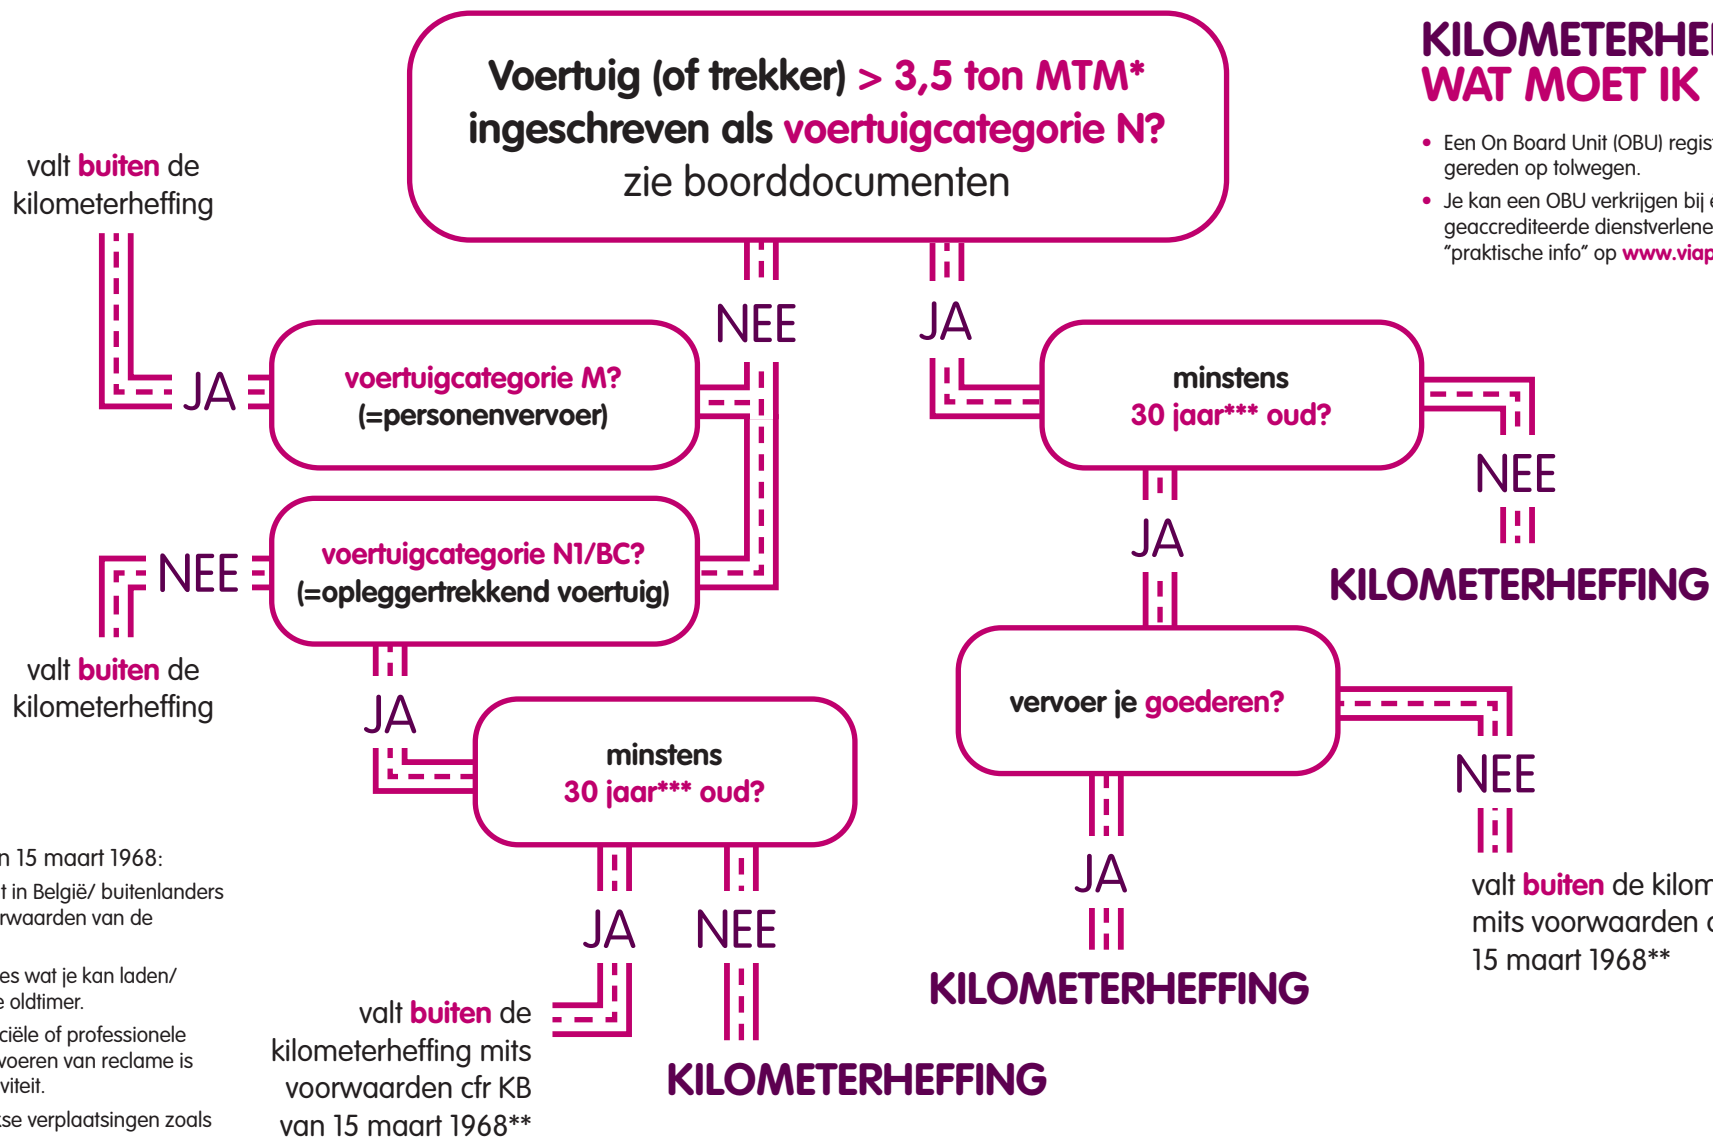 Voertuig (of trekker) > 3,5 ton MTM*
ingeschreven als voertuigcategorie N?
zie boorddocumenten
KILOMETERHE
WAT MOET IK
• Een On Board Unit (OBU) regist
gereden op tolwegen.
• Je kan een OBU verkrijgen bij
geaccrediteerde dienstverlene
"praktische info" op www.viap
valt buiten de
kilometerheffing
NEE
JA
voertuigcategorie M?
(=personenvervoer)
JA
minstens
30 jaar*** oud?
NEE
KILOMETERHEFFING
JA
voertuigcategorie N1/BC?
(=opleggertrekkend voertuig)
NEE
valt buiten de
kilometerheffing
JA
vervoer je goederen?
NEE
valt buiten de kilom
mits voorwaarden
15 maart 1968**
JA
KILOMETERHEFFING
minstens
30 jaar*** oud?
JA
NEE
valt buiten de
kilometerheffing mits
voorwaarden cfr KB
van 15 maart 1968**
KILOMETERHEFFING
n 15 maart 1968:
t in België/ buitenlanders
rwaarden van de
es wat je kan laden/
e oldtimer.
ciële of professionele
voeren van reclame is
viteit.
kse verplaatsingen zoals